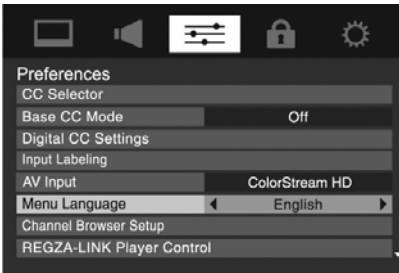 Preferences
CC Selector
Base CC Mode Off
Digital CC Settings
Input Labeling
AV Input ColorStream HD
Menu Language English
Channel Browser Setup
REGZA-LINK Player Control